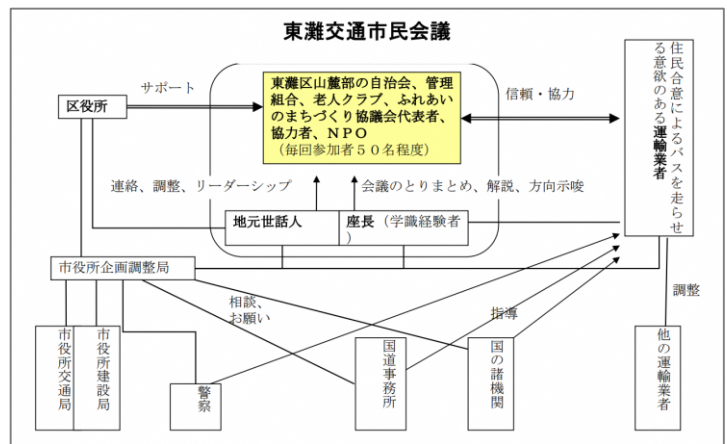 東灘交通市民会議
東灘区山麓部の自治会、管理
組合、老人クラブ、ふれあい
のまちづくり協議会代表者、
協力者、NPO
(毎回参加者５０名程度)
区役所
サポート
信頼・協力
住民合意によるバスを走らせ
る意欲のある運輸業者
連絡、調整、リーダーシップ
会議のとりまとめ、解説、方向示唆
地元世話人
座長（学識経験者
）
市役所企画調整局
相談、
お願い
指導
調整
市役所交通局
市役所建設局
警察
国道事務所
国の諸機関
他の運輸業者